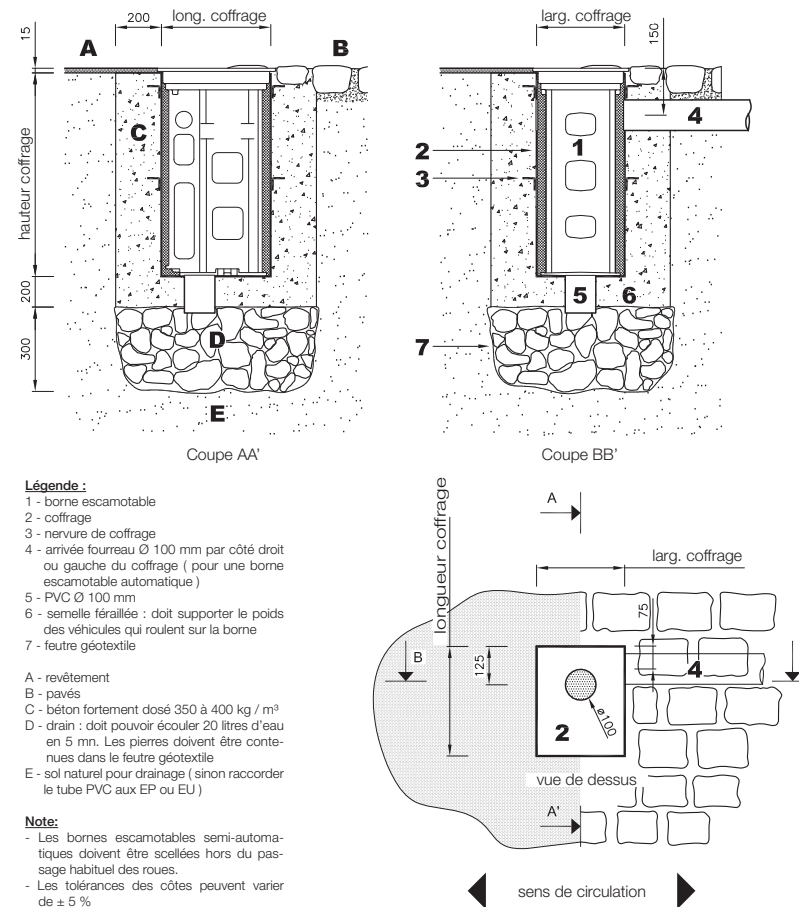 200
long. coffrage
15
A
B
C
hauteur coffrage
200
300
D
E
Coupe AA'
larg. coffrage
150
4
1
2
3
5
6
7
Coupe BB'
Légende :
1 - borne escamotable
2 - coffrage
3 - nervure de coffrage
4 - arrivée fourreau Ø 100 mm par côté droit
ou gauche du coffrage ( pour une borne
escamotable automatique )
5 - PVC Ø 100 mm
6 - semelle féraillée : doit supporter le poids
des véhicules qui roulent sur la borne
7 - feutre géotextile
A - revêtement
B - pavés
C - béton fortement dosé 350 à 400 kg / m³
D - drain : doit pouvoir écouler 20 litres d'eau
en 5 mn. Les pierres doivent être conte-
nues dans le feutre géotextile
E - sol naturel pour drainage ( sinon raccorder
le tube PVC aux EP ou EU )
Note:
- Les bornes escamotables semi-automa-
tiques doivent être scellées hors du pas-
sage habituel des roues.
- Les tolérances des côtes peuvent varier
de ± 5 %
longueur coffrage
A
larg. coffrage
75
B
125
4
ø100
2
vue de dessus
A'
sens de circulation